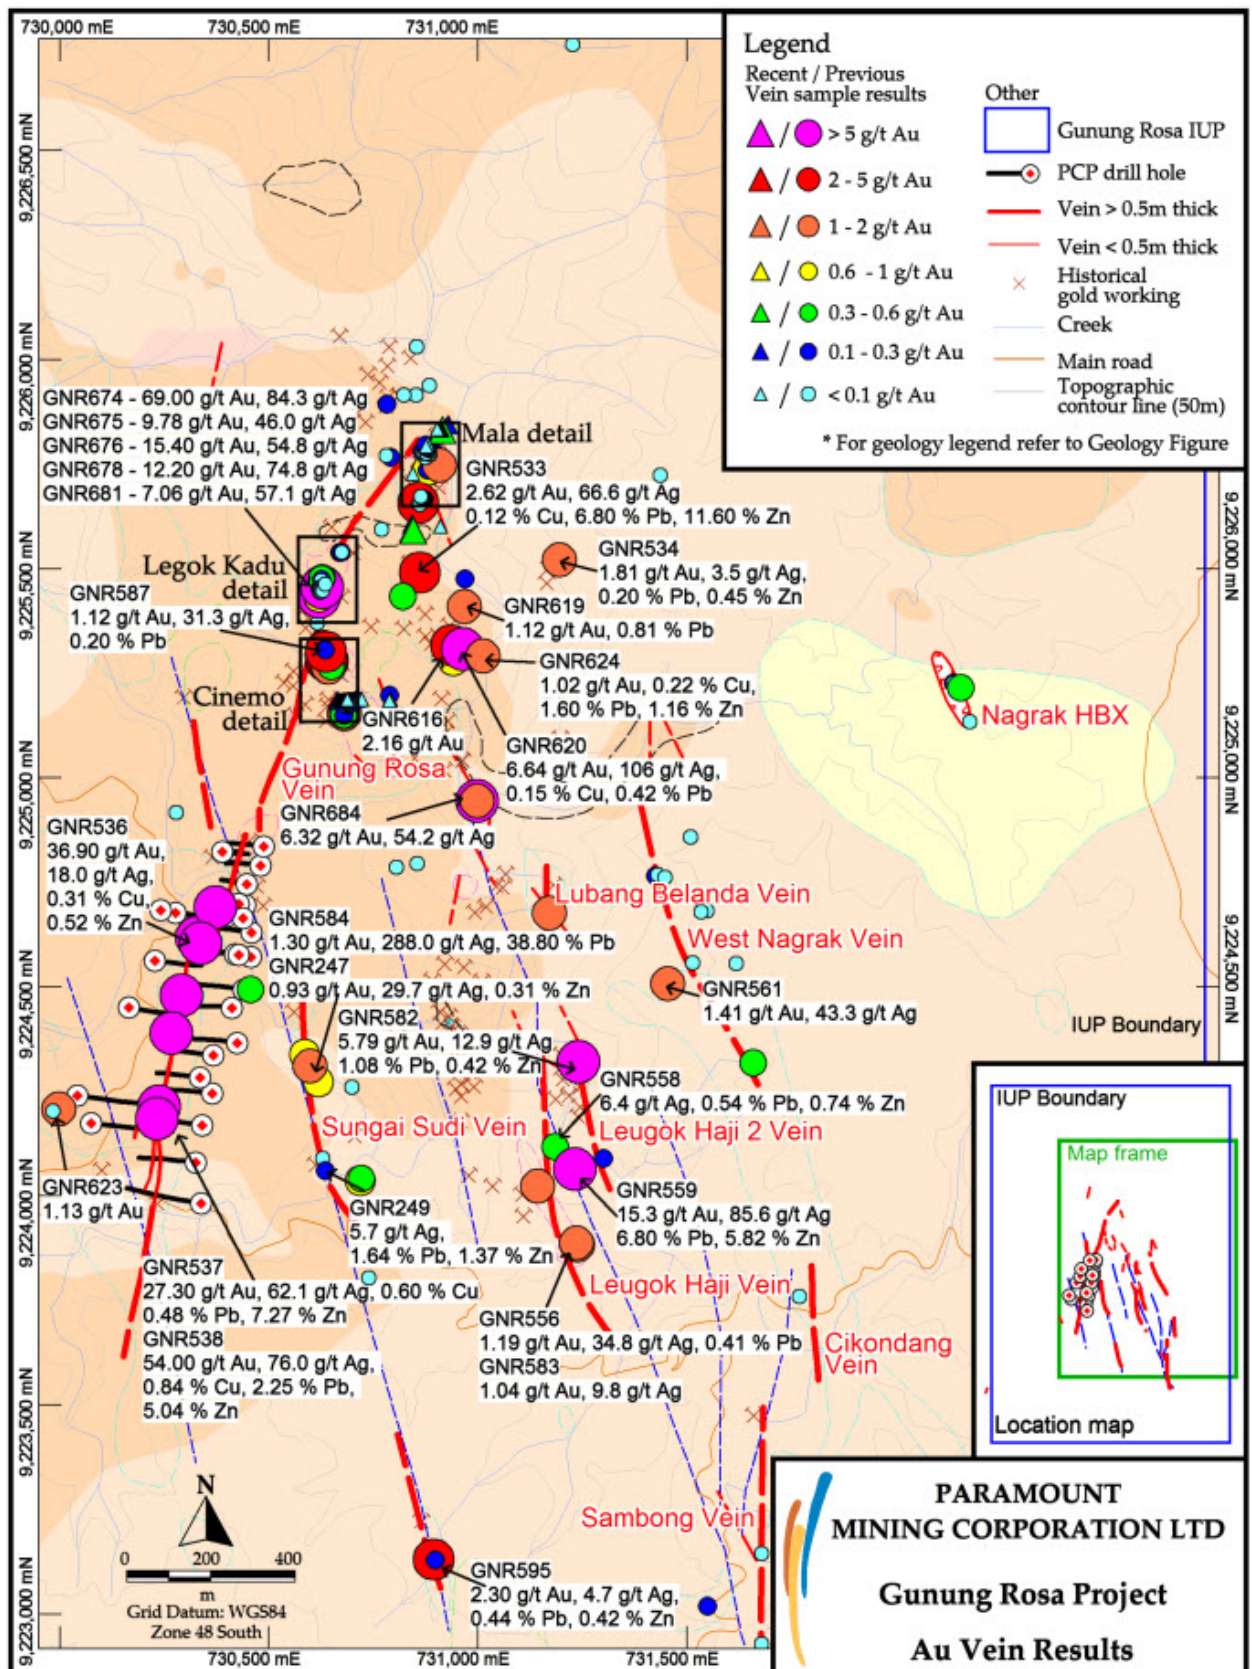 730,000 mE
730,500 mE
731,000 mE
Legend
Recent / Previous
Vein sample results
/ > 5 g/t Au
/ 2 - 5 g/t Au
/ 1 - 2 g/t Au
/ 0.6 - 1 g/t Au
/ 0.3 - 0.6 g/t Au
/ 0.1 - 0.3 g/t Au
/ < 0.1 g/t Au
Other
Gunung Rosa IUP
PCP drill hole
Vein > 0.5m thick
Vein < 0.5m thick
Historical
gold working
Creek
Main road
Topographic
contour line (50m)
* For geology legend refer to Geology Figure
9,226,500 mN
9,226,000 mN
9,225,500 mN
9,225,000 mN
9,224,500 mN
9,224,000 mN
9,223,500 mN
9,223,000 mN
GNR674 - 69.00 g/t Au, 84.3 g/t Ag
GNR675 - 9.78 g/t Au, 46.0 g/t Ag
GNR676 - 15.40 g/t Au, 54.8 g/t Ag
GNR678 - 12.20 g/t Au, 74.8 g/t Ag
GNR681 - 7.06 g/t Au, 57.1 g/t Ag
Mala detail
GNR533
2.62 g/t Au, 66.6 g/t Ag
0.12 % Cu, 6.80 % Pb, 11.60 % Zn
GNR534
1.81 g/t Au, 3.5 g/t Ag,
0.20 % Pb, 0.45 % Zn
Legok Kadu
detail
GNR587
1.12 g/t Au, 31.3 g/t Ag,
0.20 % Pb
GNR619
1.12 g/t Au, 0.81 % Pb
GNR624
1.02 g/t Au, 0.22 % Cu,
1.60 % Pb, 1.16 % Zn
Cinemo
detail
GNR616
2.16 g/t Au
GNR620
6.64 g/t Au, 106 g/t Ag,
0.15 % Cu, 0.42 % Pb
Nagrak HBX
Gunung Rosa
Vein
GNR684
6.32 g/t Au, 54.2 g/t Ag
GNR536
36.90 g/t Au,
18.0 g/t Ag,
0.31 % Cu,
0.52 % Zn
Lubang Belanda Vein
GNR584
1.30 g/t Au, 288.0 g/t Ag, 38.80 % Pb
West Nagrak Vein
GNR247
0.93 g/t Au, 29.7 g/t Ag, 0.31 % Zn
GNR561
1.41 g/t Au, 43.3 g/t Ag
GNR582
5.79 g/t Au, 12.9 g/t Ag
1.08 % Pb, 0.42 % Zn
IUP Boundary
GNR558
6.4 g/t Ag, 0.54 % Pb, 0.74 % Zn
Sungai Sudi Vein
Leugok Haji 2 Vein
GNR623
1.13 g/t Au
GNR559
15.3 g/t Au, 85.6 g/t Ag
6.80 % Pb, 5.82 % Zn
GNR249
5.7 g/t Ag,
1.64 % Pb, 1.37 % Zn
GNR537
27.30 g/t Au, 62.1 g/t Ag, 0.60 % Cu
0.48 % Pb, 7.27 % Zn
Leugok Haji Vein
GNR538
54.00 g/t Au, 76.0 g/t Ag,
0.84 % Cu, 2.25 % Pb,
5.04 % Zn
GNR556
1.19 g/t Au, 34.8 g/t Ag, 0.41 % Pb
GNR583
1.04 g/t Au, 9.8 g/t Ag
Cikondang
Vein
Sambong Vein
GNR595
2.30 g/t Au, 4.7 g/t Ag,
0.44 % Pb, 0.42 % Zn
9,226,000 mN
9,225,500 mN
9,225,000 mN
9,224,500 mN
N
0 200 400
m
Grid Datum: WGS84
Zone 48 South
730,500 mE
731,000 mE
731,500 mE
IUP Boundary
Map frame
Location map
PARAMOUNT
MINING CORPORATION LTD
Gunung Rosa Project
Au Vein Results